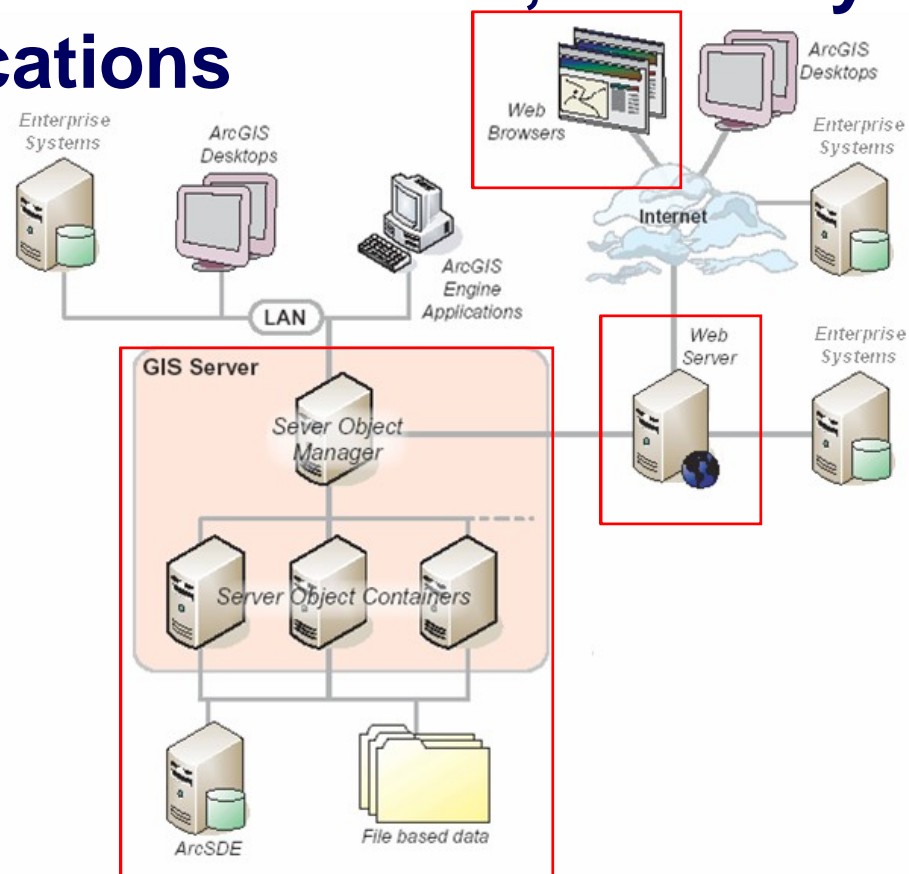 cations
Enterprise
Systems
ArcGIS
Desktops
ArcGIS
Engine
Applications
LAN
Web
Browsers
ArcGIS
Desktops
Enterprise
Systems
Internet
Web
Server
Enterprise
Systems
GIS Server
Sever Object
Manager
Server Object Containers
ArcSDE
File based data